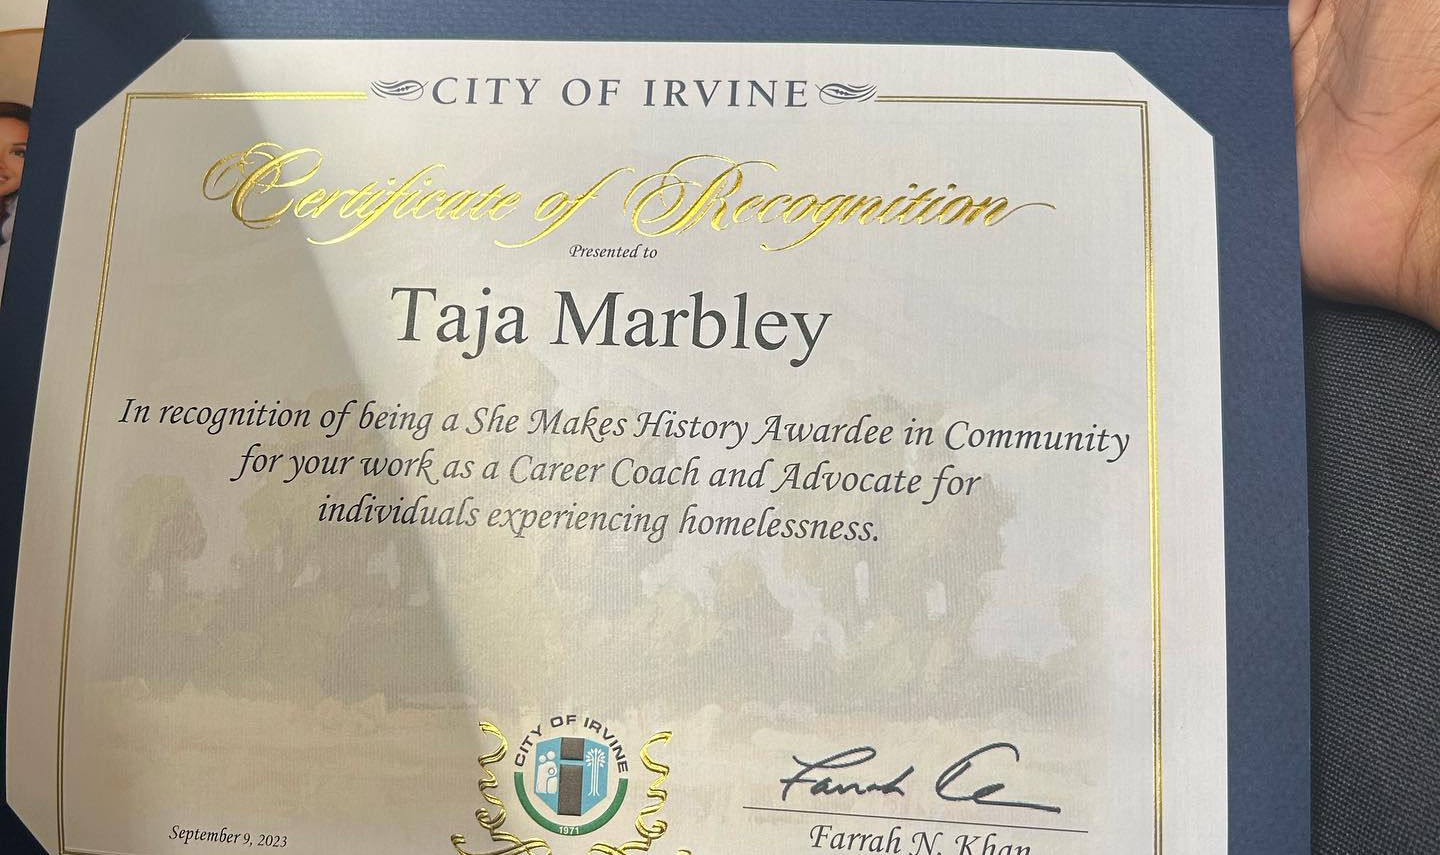 CITY OF IRVINE
Certificate of Recognition
Presented to
Taja Marbley
In recognition of being a She Makes History Awardee in Community
for your work as a Career Coach and Advocate for
individuals experiencing homelessness.
CITY OF IRVINE
1971
September 9, 2023
Farrah N. Khan